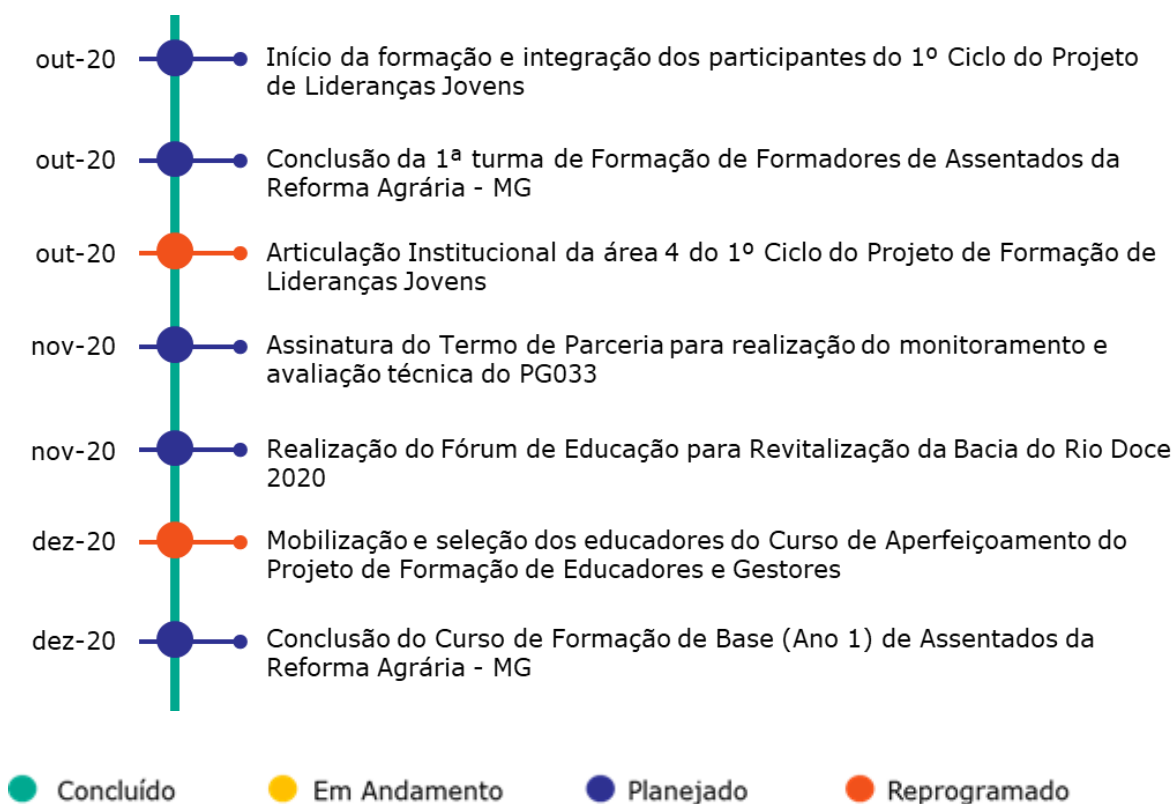 out-20
Início da formação e integração dos participantes do 1º Ciclo do Projeto
de Lideranças Jovens
out-20
Conclusão da 1ª turma de Formação de Formadores de Assentados da
Reforma Agrária - MG
out-20
Articulação Institucional da área 4 do 1º Ciclo do Projeto de Formação de
Lideranças Jovens
nov-20
Assinatura do Termo de Parceria para realização do monitoramento e
avaliação técnica do PG033
nov-20
Realização do Fórum de Educação para Revitalização da Bacia do Rio Doce
2020
dez-20
Mobilização e seleção dos educadores do Curso de Aperfeiçoamento do
Projeto de Formação de Educadores e Gestores
dez-20
Conclusão do Curso de Formação de Base (Ano 1) de Assentados da
Reforma Agrária - MG
Concluído Em Andamento Planejado Reprogramado